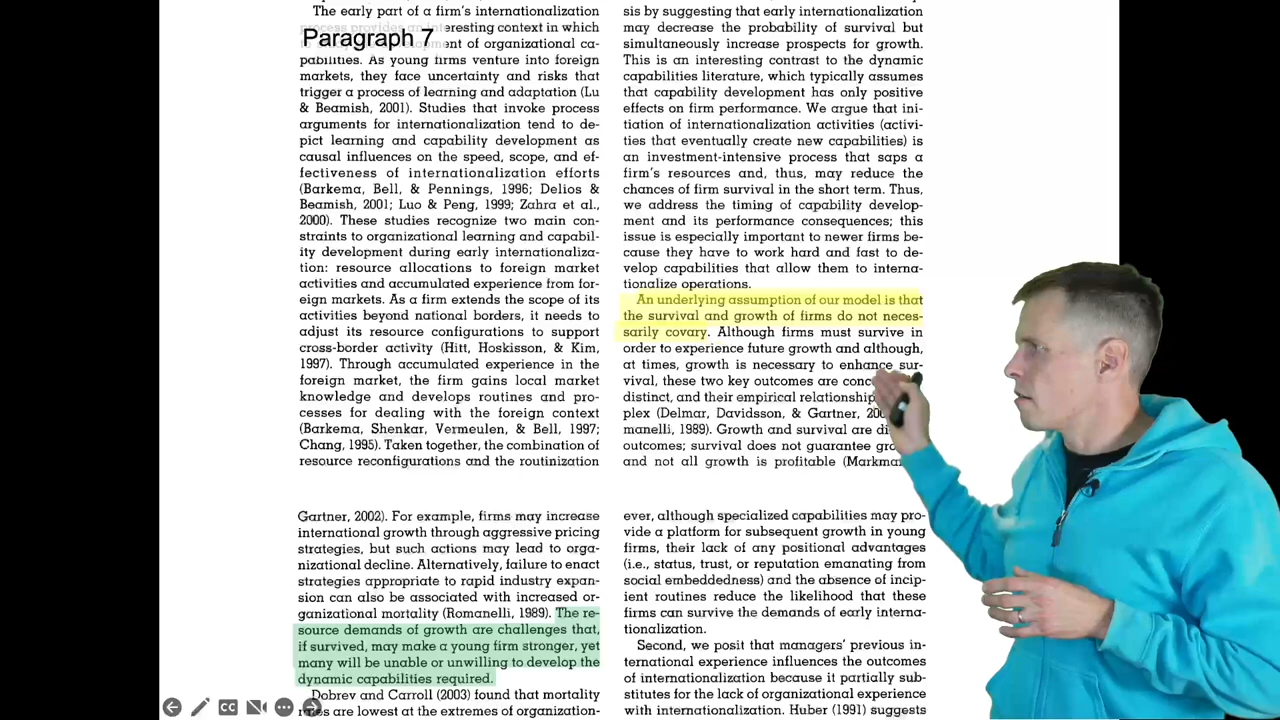 The early part of a firm's internationalization
process provides an interesting context in which
Paragraph 7
ent of organizational ca-
pabilities. As young firms venture into foreign
markets, they face uncertainty and risks that
trigger a process of learning and adaptation (Lu
& Beamish, 2001). Studies that invoke process
arguments for internationalization tend to de-
pict learning and capability development as
causal influences on the speed, scope, and ef-
fectiveness of internationalization efforts
(Barkema, Bell, & Pennings, 1996; Delios &
Beamish, 2001; Luo & Peng, 1999; Zahra et al.,
2000). These studies recognize two main con-
straints to organizational learning and capabil-
ity development during early internationaliza-
tion: resource allocations to foreign market
activities and accumulated experience from for-
eign markets. As a firm extends the scope of its
activities beyond national borders, it needs to
adjust its resource configurations to support
cross-border activity (Hitt, Hoskisson, & Kim,
1997). Through accumulated experience in the
foreign market, the firm gains local market
knowledge and develops routines and pro-
cesses for dealing with the foreign context
(Barkema, Shenkar, Vermeulen, & Bell, 1997;
Chang, 1995). Taken together, the combination of
resource reconfigurations and the routinization
sis by suggesting that early internationalization
may decrease the probability of survival but
simultaneously increase prospects for growth.
This is an interesting contrast to the dynamic
capabilities literature, which typically assumes
that capability development has only positive
effects on firm performance. We argue that ini-
tiation of internationalization activities (activi-
ties that eventually create new capabilities) is
an investment-intensive process that saps a
firm's resources and, thus, may reduce the
chances of firm survival in the short term. Thus,
we address the timing of capability develop-
ment and its performance consequences; this
issue is especially important to newer firms be-
cause they have to work hard and fast to de-
velop capabilities that allow them to interna-
tionalize operations.
An underlying assumption of our model is that
the survival and growth of firms do not neces-
sarily covary. Although firms must survive in
order to experience future growth and although,
at times, growth is necessary to enhance sur-
vival, these two key outcomes are
distinct, and their empirical relationship
plex (Delmar, Davidsson, & Gartner,
manelli, 1989). Growth and survival are
outcomes; survival does not guarantee
and not all growth is profitable
Gartner, 2002). For example, firms may increase
international growth through aggressive pricing
strategies, but such actions may lead to orga-
nizational decline. Alternatively, failure to enact
strategies appropriate to rapid industry expan-
sion can also be associated with increased or-
ganizational mortality (Romanelli, 1989). The re-
source demands of growth are challenges that,
if survived, may make a young firm stronger, yet
many will be unable or unwilling to develop the
dynamic capabilities required.
Dobrev and Carroll (2003) found that mortality
rates are lowest at the extremes of organization-
ever, although specialized capabilities may pro-
vide a platform for subsequent growth in young
firms, their lack of any positional advantages
(i.e., status, trust, or reputation emanating from
social embeddedness) and the absence of incip-
ient routines reduce the likelihood that these
firms can survive the demands of early interna-
tionalization.
Second, we posit that managers' previous in-
ternational experience influences the outcomes
of internationalization because it partially sub-
stitutes for the lack of organizational experience
with internationalization. Huber (1991) suggests
CC